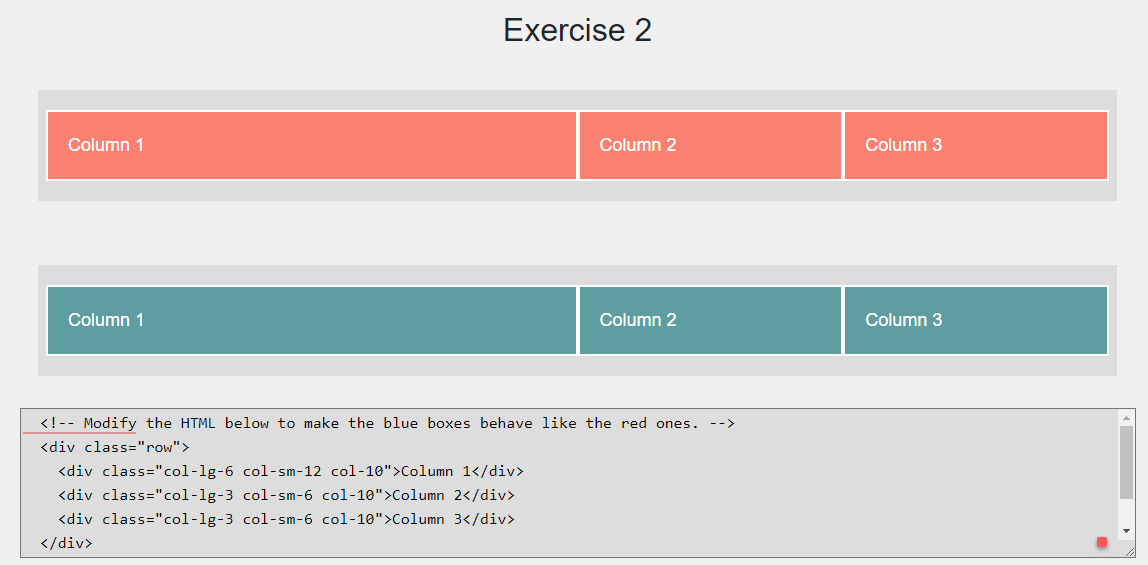 Exercise 2
Column 1 Column 2 Column 3
Column 1 Column 2 Column 3
<!-- Modify the HTML below to make the blue boxes behave like the red ones. -->
<div class="row">
  <div class="col-lg-6 col-sm-12 col-10">Column 1</div>
  <div class="col-lg-3 col-sm-6 col-10">Column 2</div>
  <div class="col-lg-3 col-sm-6 col-10">Column 3</div>
</div>